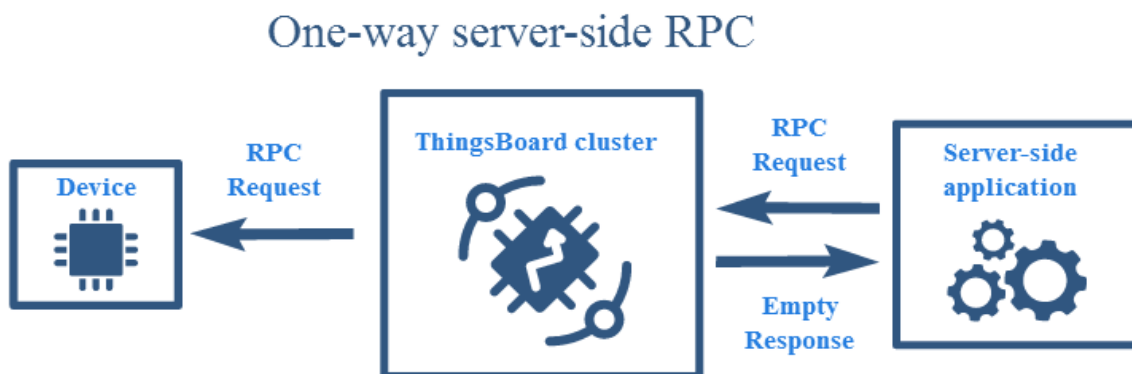 One-way server-side RPC
Device
RPC
Request
ThingsBoard cluster
RPC
Request
Empty
Response
Server-side
application